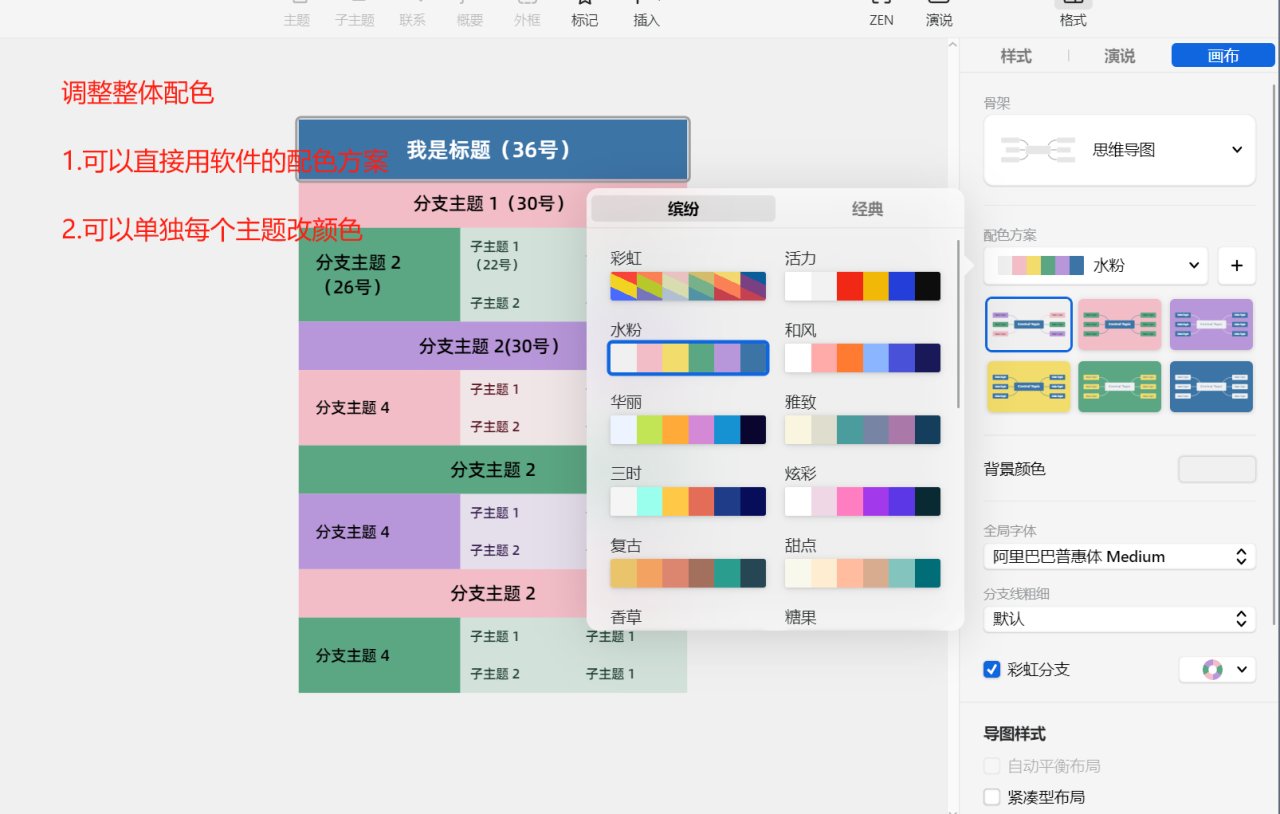 主题 子主题 联系 概要 外框 标记 插入 ZEN 演说 格式
样式 演说 画布
调整整体配色
1.可以直接用软件的配色方案
2.可以单独每个主题改颜色
我是标题（36号）
分支主题 1（30号）
分支主题 2
（26号）
子主题 1
（22号）
子主题 2
分支主题 2(30号）
分支主题 4
子主题 1
子主题 2
分支主题 2
分支主题 4
子主题 1
子主题 2
分支主题 2
分支主题 4
子主题 1 子主题 1
子主题 2 子主题 1
缤纷 经典
彩虹 活力
水粉 和风
华丽 雅致
三时 炫彩
复古 甜点
香草 糖果
骨架
思维导图
配色方案
水粉
背景颜色
全局字体
阿里巴巴普惠体 Medium
分支线粗细
默认
彩虹分支
导图样式
自动平衡布局
紧凑型布局